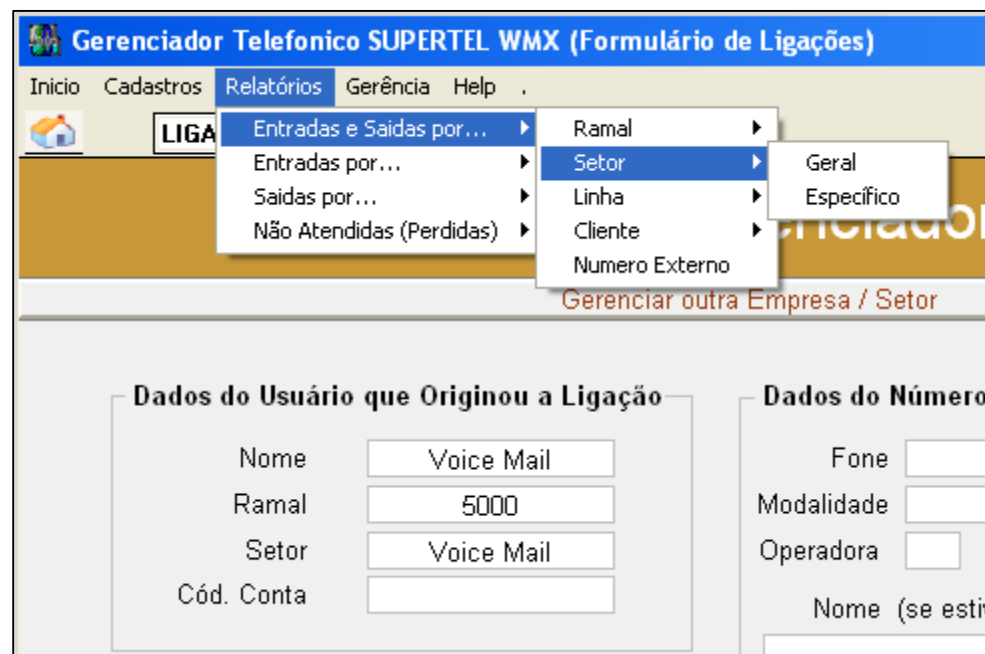 Gerenciador Telefonico SUPERTEL WMX (Formulário de Ligações)
Inicio Cadastros Relatórios Gerência Help .
LIGA
Entradas e Saidas por...
Entradas por...
Saidas por...
Não Atendidas (Perdidas)
Ramal
Setor
Linha
Cliente
Numero Externo
Geral
Específico
enciador
Gerenciar outra Empresa / Setor
Dados do Usuário que Originou a Ligação
Nome Voice Mail
Ramal 5000
Setor Voice Mail
Cód. Conta
Dados do Número
Fone
Modalidade
Operadora
Nome (se esti